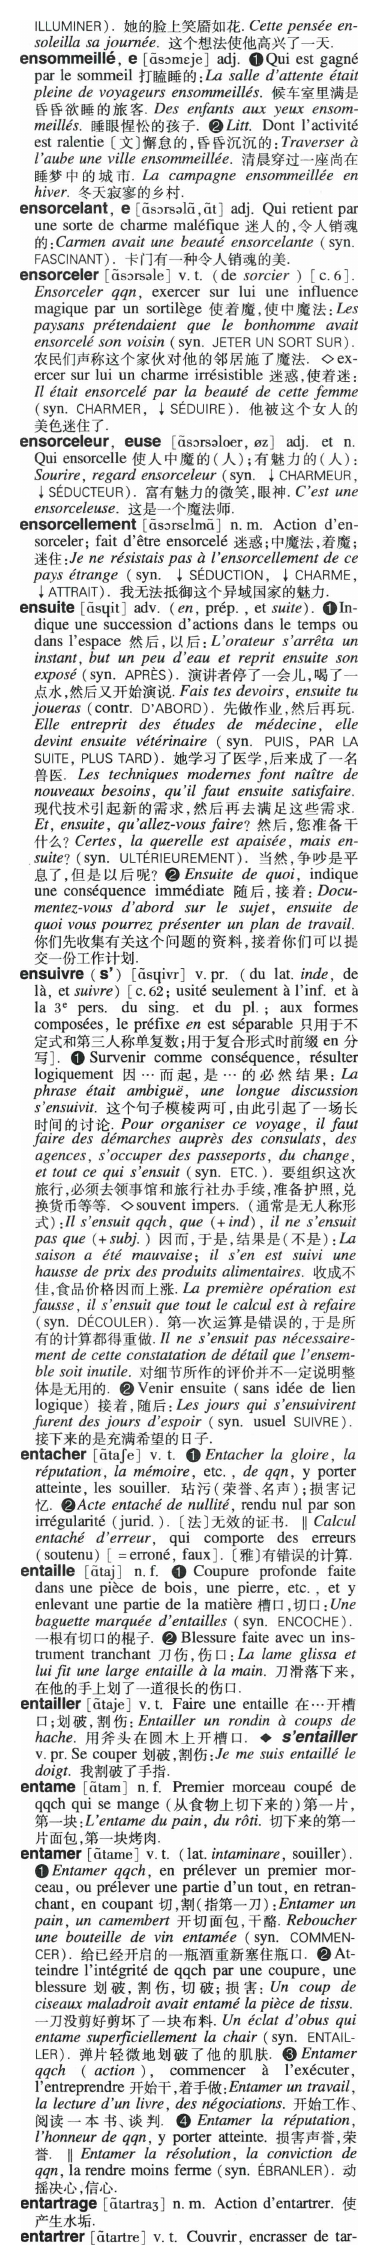 ILLUMINER). 她的脸上笑靥如花. Cette pensée en-
soleilla sa journée. 这个想法使他高兴了一天.
ensommeillé, e [ɑ̃sɔmeje] adj. ❶Qui est gagné
par le sommeil 打瞌睡的:La salle d'attente était
pleine de voyageurs ensommeillés. 候车室里满是
昏昏欲睡的旅客. Des enfants aux yeux ensom-
meillés. 睡眼惺忪的孩子. ❷Litt. Dont l'activité
est ralentie〔文〕懈怠的,昏昏沉沉的:Traverser à
l'aube une ville ensommeillée. 清晨穿过一座尚在
睡梦中的城市. La campagne ensommeillée en
hiver. 冬天寂寥的乡村.
ensorcelant, e [ɑ̃sɔrsəlɑ̃,ɑ̃t] adj. Qui retient par
une sorte de charme maléfique 迷人的,令人销魂
的:Carmen avait une beauté ensorcelante (syn.
FASCINANT). 卡门有一种令人销魂的美.
ensorceler [ɑ̃sɔrsəle] v. t. (de sorcier) [c. 6].
Ensorceler qqn, exercer sur lui une influence
magique par un sortilège 使着魔,使中魔法:Les
paysans prétendaient que le bonhomme avait
ensorcelé son voisin (syn. JETER UN SORT SUR).
农民们声称这个家伙对他的邻居施了魔法. ◇ex-
ercer sur lui un charme irrésistible 迷惑,使着迷:
Il était ensorcelé par la beauté de cette femme
(syn. CHARMER, ↓ SÉDUIRE). 他被这个女人的
美色迷住了.
ensorceleur, euse [ɑ̃sɔrsəloer, øz] adj. et n.
Qui ensorcelle 使人中魔的(人);有魅力的(人):
Sourire, regard ensorceleur (syn. ↓ CHARMEUR,
↓ SÉDUCTEUR). 富有魅力的微笑,眼神. C'est une
ensorceleuse. 这是一个魔法师.
ensorcellement [ɑ̃sɔrsɛlmɑ̃] n. m. Action d'en-
sorceler; fait d'être ensorcelé 迷惑;中魔法,着魔;
迷住:Je ne résistais pas à l'ensorcellement de ce
pays étrange (syn. ↓ SÉDUCTION, ↓ CHARME,
↓ ATTRAIT). 我无法抵御这个异域国家的魅力.
ensuite [ɑ̃sɥit] adv. (en, prép., et suite). ❶In-
dique une succession d'actions dans le temps ou
dans l'espace 然后,以后:L'orateur s'arrêta un
instant, but un peu d'eau et reprit ensuite son
exposé (syn. APRÈS). 演讲者停了一会儿,喝了一
点水,然后又开始演说. Fais tes devoirs, ensuite tu
joueras (contr. D'ABORD). 先做作业,然后再玩.
Elle entreprit des études de médecine, elle
devint ensuite vétérinaire (syn. PUIS, PAR LA
SUITE, PLUS TARD). 她学习了医学,后来成了一名
兽医. Les techniques modernes font naître de
nouveaux besoins, qu'il faut ensuite satisfaire.
现代技术引起新的需求,然后再去满足这些需求.
Et, ensuite, qu'allez-vous faire? 然后,您准备干
什么? Certes, la querelle est apaisée, mais en-
suite? (syn. ULTÉRIEUREMENT). 当然,争吵是平
息了,但是以后呢? ❷ Ensuite de quoi, indique
une conséquence immédiate 随后,接着: Docu-
mentez-vous d'abord sur le sujet, ensuite de
quoi vous pourrez présenter un plan de travail.
你们先收集有关这个问题的资料,接着你们可以提
交一份工作计划.
ensuivre (s') [ɑ̃sɥivr] v. pr. (du lat. inde, de
là, et suivre) [c. 62; usité seulement à l'inf. et à
la 3ᵉ pers. du sing. et du pl.; aux formes
composées, le préfixe en est séparable 只用于不
定式和第三人称单复数;用于复合形式时前缀 en 分
写]. ❶ Survenir comme conséquence, résulter
logiquement 因…而起,是…的必然结果: La
phrase était ambiguë, une longue discussion
s'ensuivit. 这个句子模棱两可,由此引起了一场长
时间的讨论. Pour organiser ce voyage, il faut
faire des démarches auprès des consulats, des
agences, s'occuper des passeports, du change,
et tout ce qui s'ensuit (syn. ETC.). 要组织这次
旅行,必须去领事馆和旅行社办手续,准备护照,兑
换货币等等. ◇souvent impers. (通常是无人称形
式):Il s'ensuit qqch, que (+ind), il ne s'ensuit
pas que (+subj.) 因而,于是,结果是(不是):La
saison a été mauvaise; il s'en est suivi une
hausse de prix des produits alimentaires. 收成不
佳,食品价格因而上涨. La première opération est
fausse, il s'ensuit que tout le calcul est à refaire
(syn. DÉCOULER). 第一次运算是错误的,于是所
有的计算都得重做. Il ne s'ensuit pas nécessaire-
ment de cette constatation de détail que l'ensem-
ble soit inutile. 对细节所作的评价并不一定说明整
体是无用的. ❷ Venir ensuite (sans idée de lien
logique) 接着,随后:Les jours qui s'ensuivirent
furent des jours d'espoir (syn. usuel SUIVRE).
接下来的是充满希望的日子.
entacher [ɑ̃taʃe] v. t. ❶ Entacher la gloire, la
réputation, la mémoire, etc., de qqn, y porter
atteinte, les souiller. 玷污(荣誉、名声);损害记
忆. ❷Acte entaché de nullité, rendu nul par son
irrégularité (jurid.). 〔法〕无效的证书. ‖ Calcul
entaché d'erreur, qui comporte des erreurs
(soutenu) [ = erroné, faux]. 〔雅〕有错误的计算.
entaille [ɑ̃taj] n. f. ❶ Coupure profonde faite
dans une pièce de bois, une pierre, etc., et y
enlevant une partie de la matière 槽口,切口:Une
baguette marquée d'entailles (syn. ENCOCHE).
一根有切口的棍子. ❷ Blessure faite avec un ins-
trument tranchant 刀伤,伤口:La lame glissa et
lui fit une large entaille à la main. 刀滑落下来,
在他的手上划了一道很长的伤口.
entailler [ɑ̃taje] v. t. Faire une entaille 在…开槽
口;划破,割伤: Entailler un rondin à coups de
hache. 用斧头在圆木上开槽口. ◆ s'entailler
v. pr. Se couper 划破,割伤:Je me suis entaillé le
doigt. 我割破了手指.
entame [ɑ̃tam] n. f. Premier morceau coupé de
qqch qui se mange (从食物上切下来的)第一片,
第一块:L'entame du pain, du rôti. 切下来的第一
片面包,第一块烤肉.
entamer [ɑ̃tame] v. t. (lat. intaminare, souiller).
❶ Entamer qqch, en prélever un premier mor-
ceau, ou prélever une partie d'un tout, en retran-
chant, en coupant 切,割(指第一刀):Entamer un
pain, un camembert 开切面包,干酪. Reboucher
une bouteille de vin entamée (syn. COMMEN-
CER). 给已经开启的一瓶酒重新塞住瓶口. ❷ At-
teindre l'intégrité de qqch par une coupure, une
blessure 划破,割伤,切破;损害: Un coup de
ciseaux maladroit avait entamé la pièce de tissu.
一刀没剪好剪坏了一块布料. Un éclat d'obus qui
entame superficiellement la chair (syn. ENTAIL-
LER). 弹片轻微地划破了他的肌肤. ❸ Entamer
qqch (action), commencer à l'exécuter,
l'entreprendre 开始干,着手做:Entamer un travail,
la lecture d'un livre, des négociations. 开始工作、
阅读一本书、谈判. ❹ Entamer la réputation,
l'honneur de qqn, y porter atteinte. 损害声誉,荣
誉. ‖ Entamer la résolution, la conviction de
qqn, la rendre moins ferme (syn. ÉBRANLER). 动
摇决心,信心.
entartrage [ɑ̃tartraʒ] n. m. Action d'entartrer. 使
产生水垢.
entartrer [ɑ̃tartre] v. t. Couvrir, encrasser de tar-